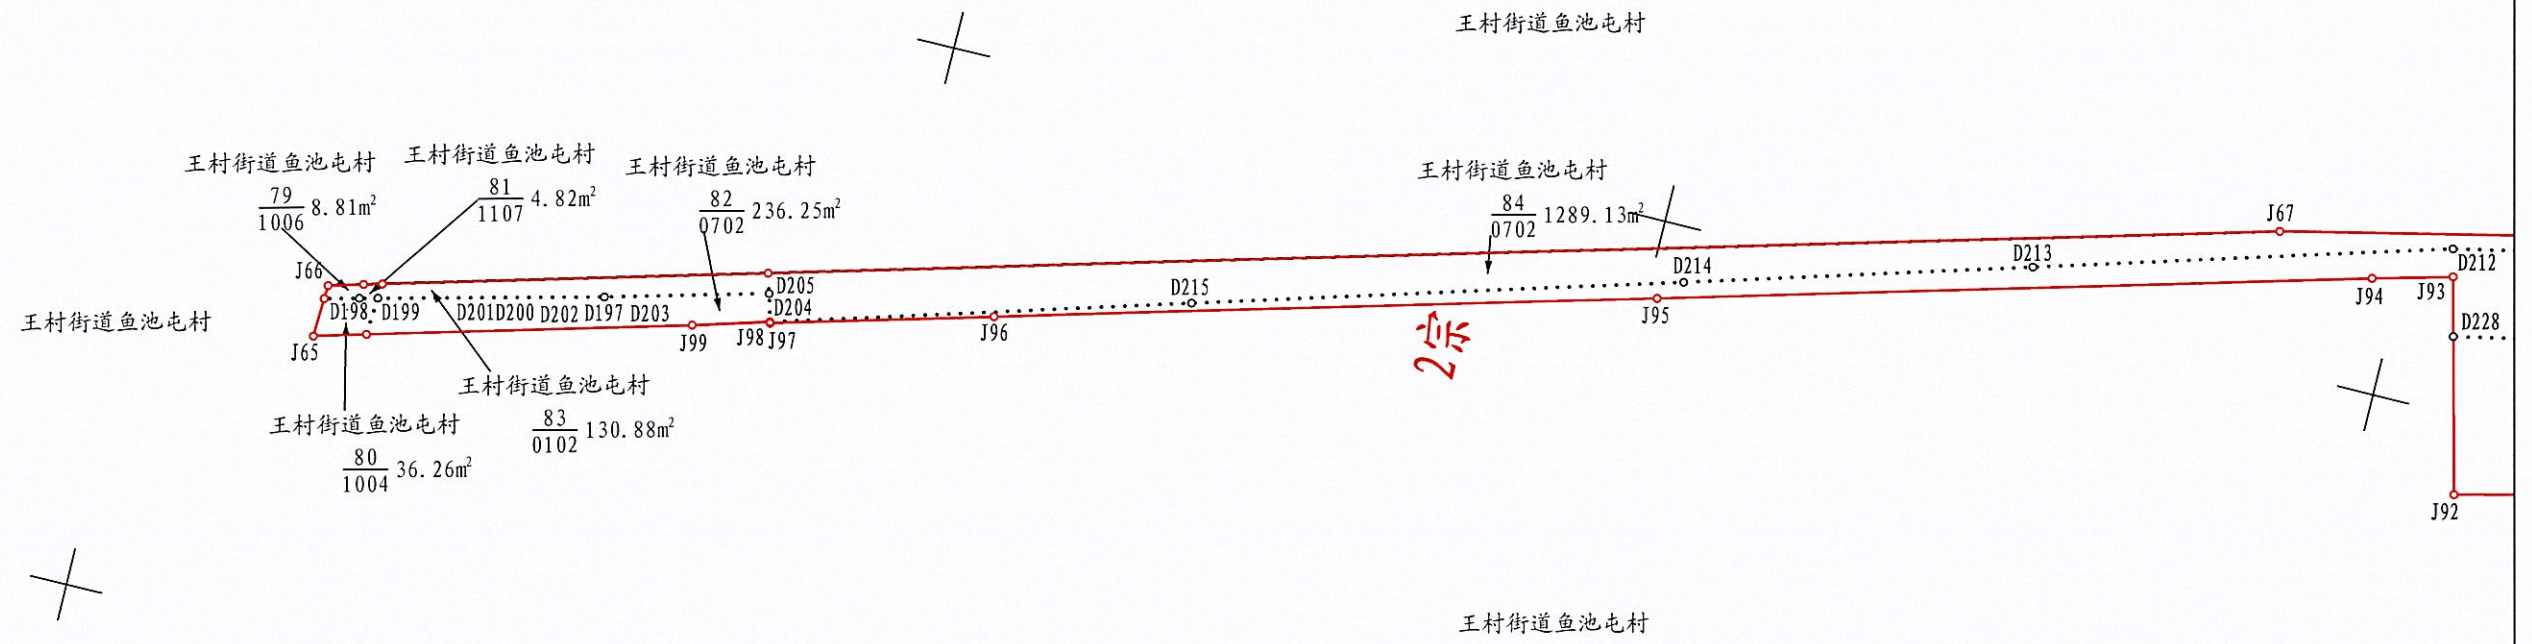 王村街道鱼池屯村
王村街道鱼池屯村
79
1006
8.81m²
王村街道鱼池屯村
81
1107
4.82m²
王村街道鱼池屯村
82
0702
236.25m²
王村街道鱼池屯村
84
0702
1289.13m²
J67
J66
D205
D215
D214
D213
D212
D198 D199 D201 D200 D202 D197 D203
D204
王村街道鱼池屯村
J65
J99
J98
J97
J96
J95
J94
J93
D228
2宗
王村街道鱼池屯村
83
0102
130.88m²
王村街道鱼池屯村
80
1004
36.26m²
J92
王村街道鱼池屯村